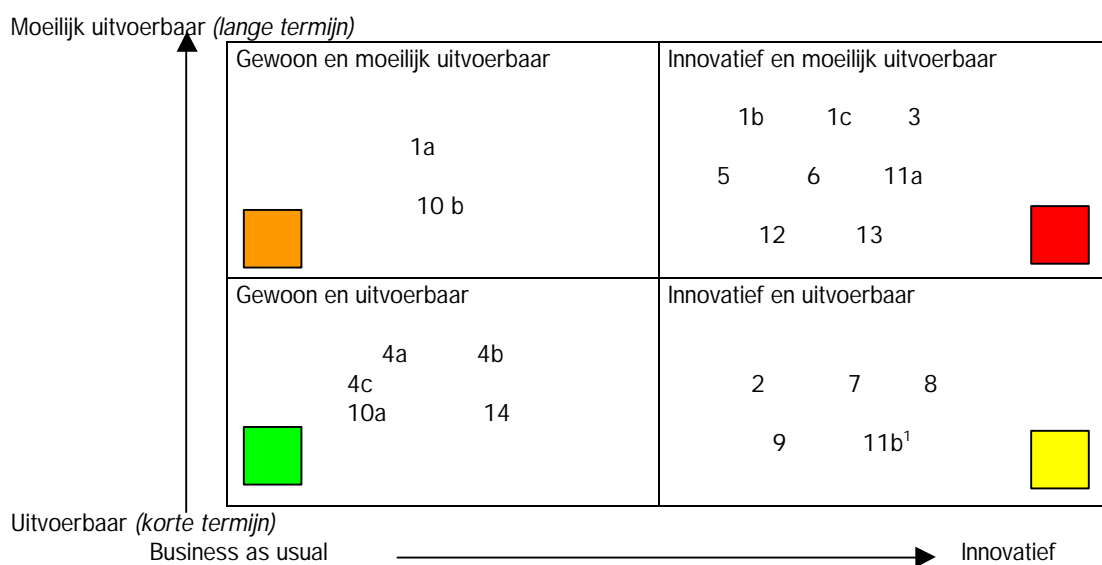 Moeilijk uitvoerbaar (lange termijn)
Gewoon en moeilijk uitvoerbaar
1a
10 b
Innovatief en moeilijk uitvoerbaar
1b 1c 3
5 6 11a
12 13
Gewoon en uitvoerbaar
4a 4b
4c
10a 14
Innovatief en uitvoerbaar
2 7 8
9 11b¹
Uitvoerbaar (korte termijn)
Business as usual Innovatief